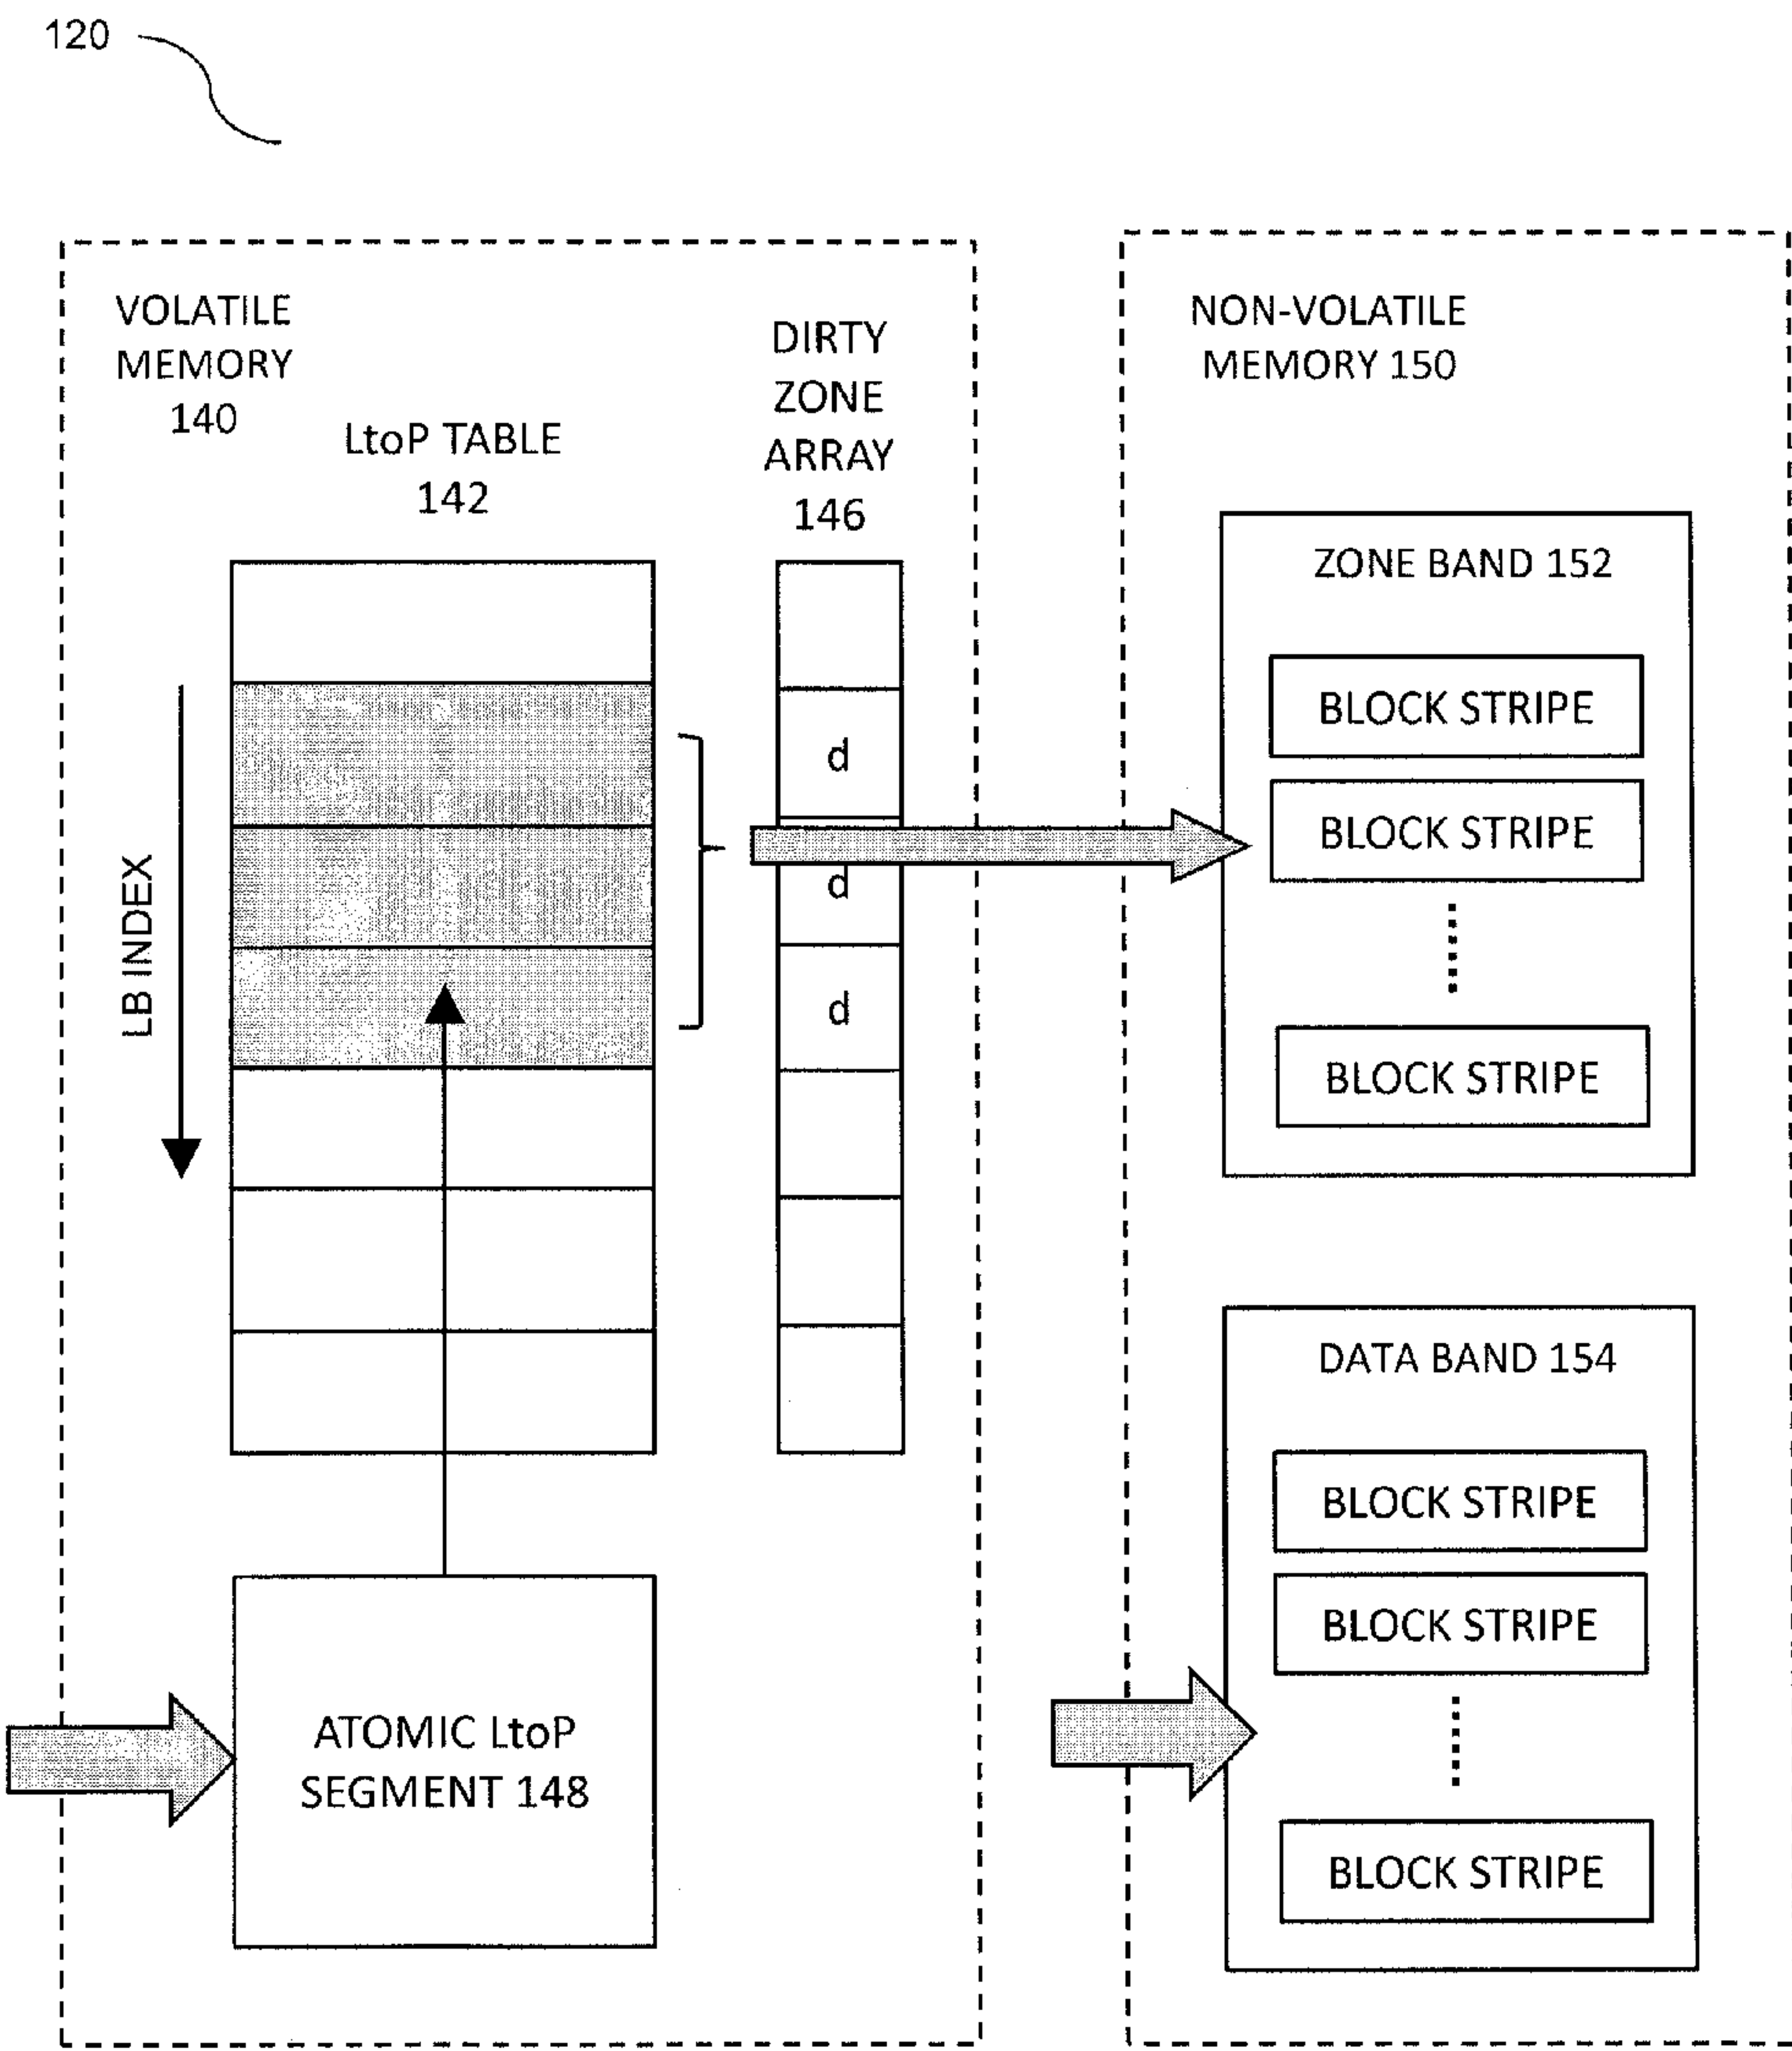 120
VOLATILE
MEMORY
140
LtoP TABLE
142
DIRTY
ZONE
ARRAY
146
LB INDEX
d
d
d
ATOMIC LtoP
SEGMENT 148
NON-VOLATILE
MEMORY 150
ZONE BAND 152
BLOCK STRIPE
BLOCK STRIPE
BLOCK STRIPE
DATA BAND 154
BLOCK STRIPE
BLOCK STRIPE
BLOCK STRIPE